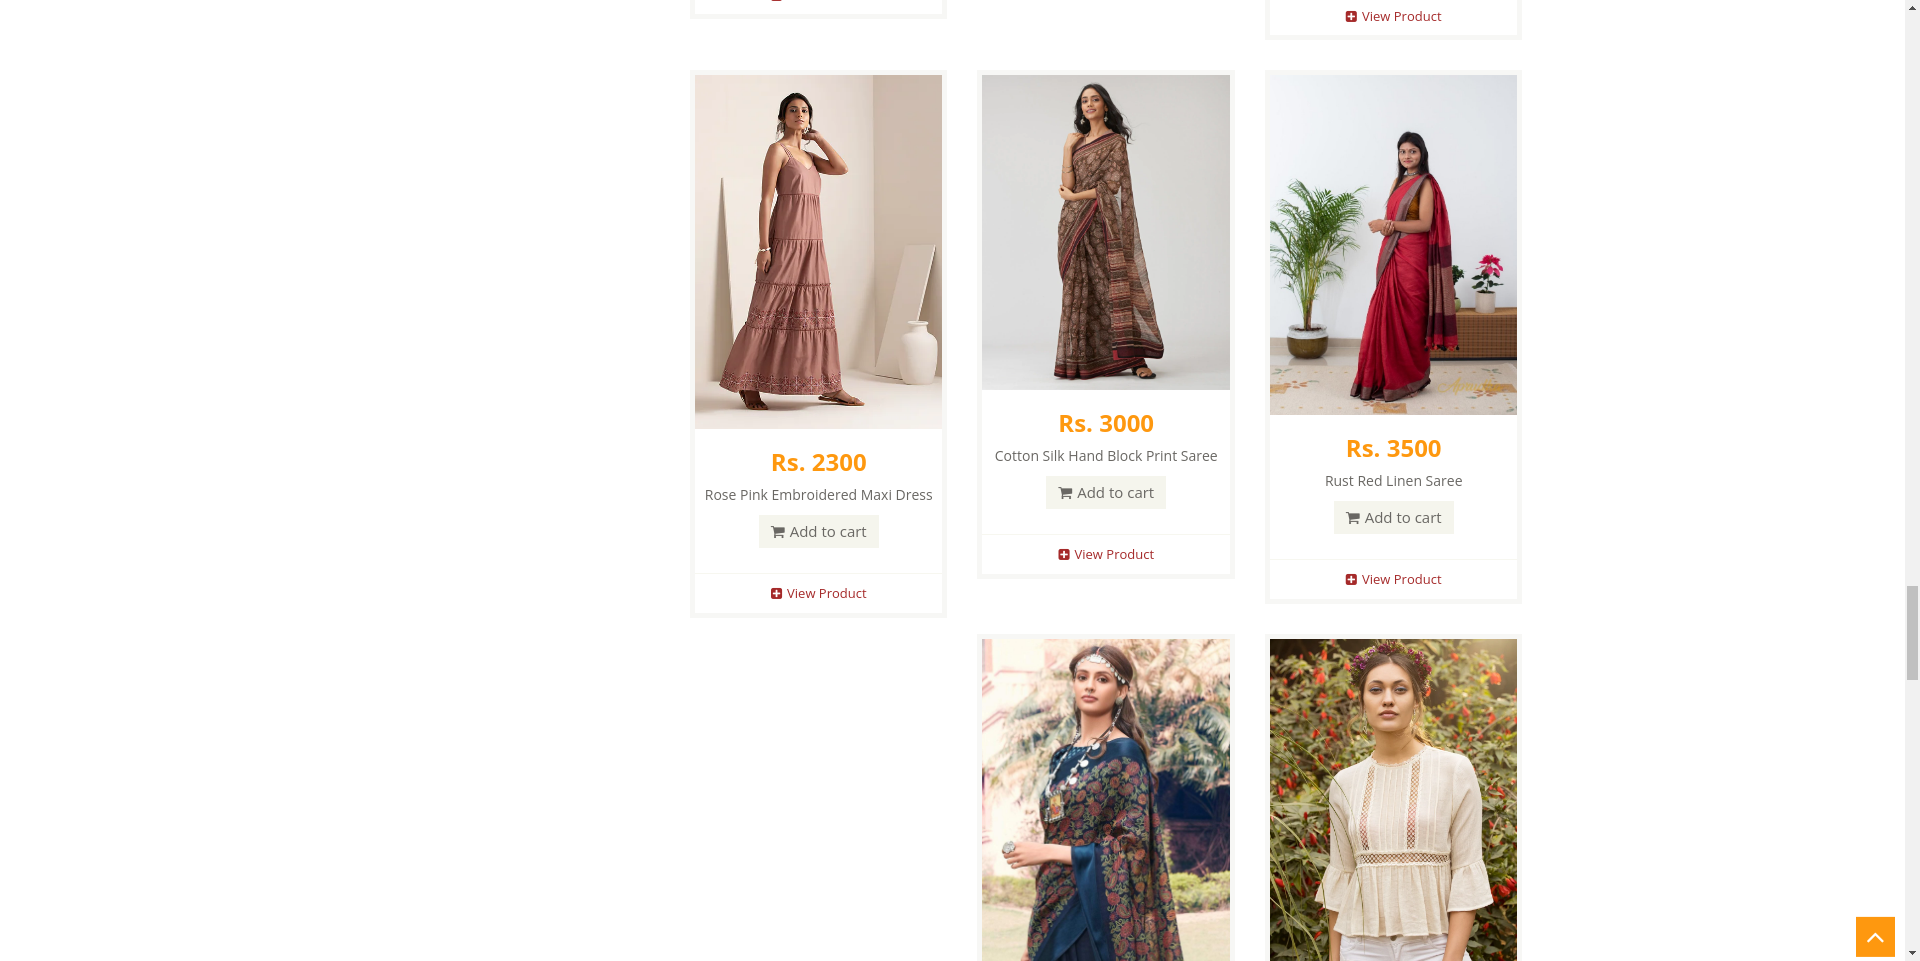 View Product
Rs. 2300
Rose Pink Embroidered Maxi Dress
Add to cart
View Product
Rs. 3000
Cotton Silk Hand Block Print Saree
Add to cart
View Product
Rs. 3500
Rust Red Linen Saree
Add to cart
View Product